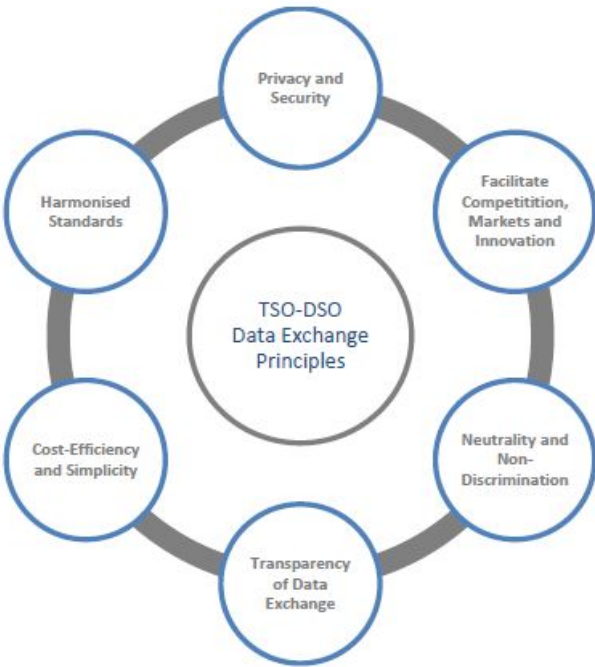 Privacy and
Security
Facilitate
Competitition,
Markets and
Innovation
Neutrality and
Non-
Discrimination
Transparency
of Data
Exchange
Cost-Efficiency
and Simplicity
Harmonised
Standards
TSO-DSO
Data Exchange
Principles